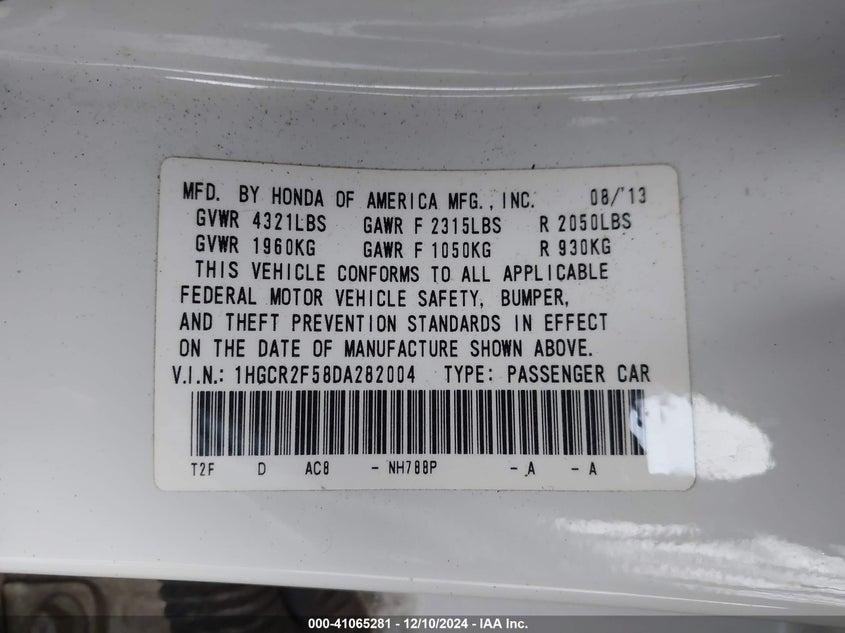 MFD. BY HONDA OF AMERICA MFG., INC. 08/'13
GVWR 4321LBS GAWR F 2315LBS R 2050LBS
GVWR 1960KG GAWR F 1050KG R 930KG
THIS VEHICLE CONFORMS TO ALL APPLICABLE
FEDERAL MOTOR VEHICLE SAFETY, BUMPER,
AND THEFT PREVENTION STANDARDS IN EFFECT
ON THE DATE OF MANUFACTURE SHOWN ABOVE.
V.I.N.: 1HGCR2F58DA282004 TYPE: PASSENGER CAR
T2F D AC8 - NH788P - A - A
000-41065281 - 12/10/2024 - IAA Inc.